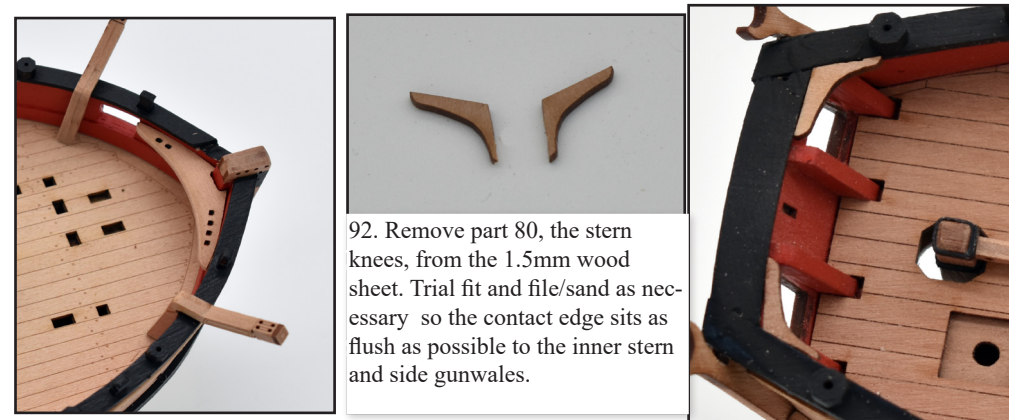 92. Remove part 80, the stern
knees, from the 1.5mm wood
sheet. Trial fit and file/sand as nec-
essary  so the contact edge sits as
flush as possible to the inner stern
and side gunwales.